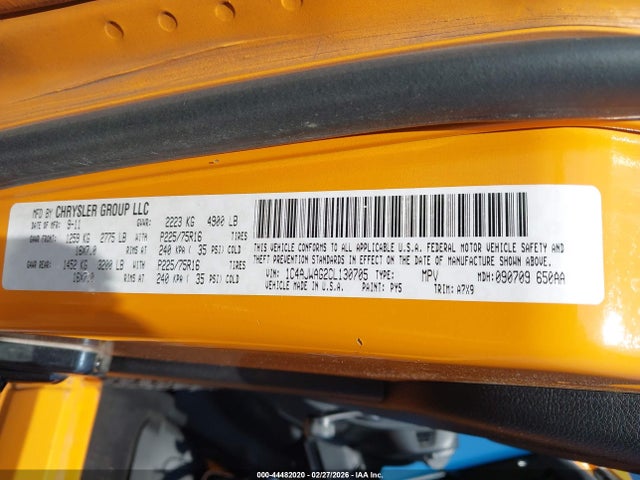 MFD BY CHRYSLER GROUP LLC
DATE OF MFR: 9-11 GVWR: 2223 KG 4900 LB
GAWR FRONT: 1259 KG 2775 LB WITH P225/75R16 TIRES
16X7.0 RIMS AT 240 KPA ( 35 PSI) COLD
GAWR REAR: 1452 KG 3200 LB WITH P225/75R16 TIRES
16X7.0 RIMS AT 240 KPA ( 35 PSI) COLD
THIS VEHICLE CONFORMS TO ALL APPLICABLE U.S.A. FEDERAL MOTOR VEHICLE SAFETY AND
THEFT PREVENTION STANDARDS IN EFFECT ON THE DATE OF MANUFACTURE SHOWN ABOVE.
VIN: 1C4AJWAG2CL130705 TYPE: MPV MDH: 090709 650AA
VEHICLE MADE IN U.S.A. PAINT: PY5 TRIM: A7X9
000-44482020 - 02/27/2026 - IAA Inc.